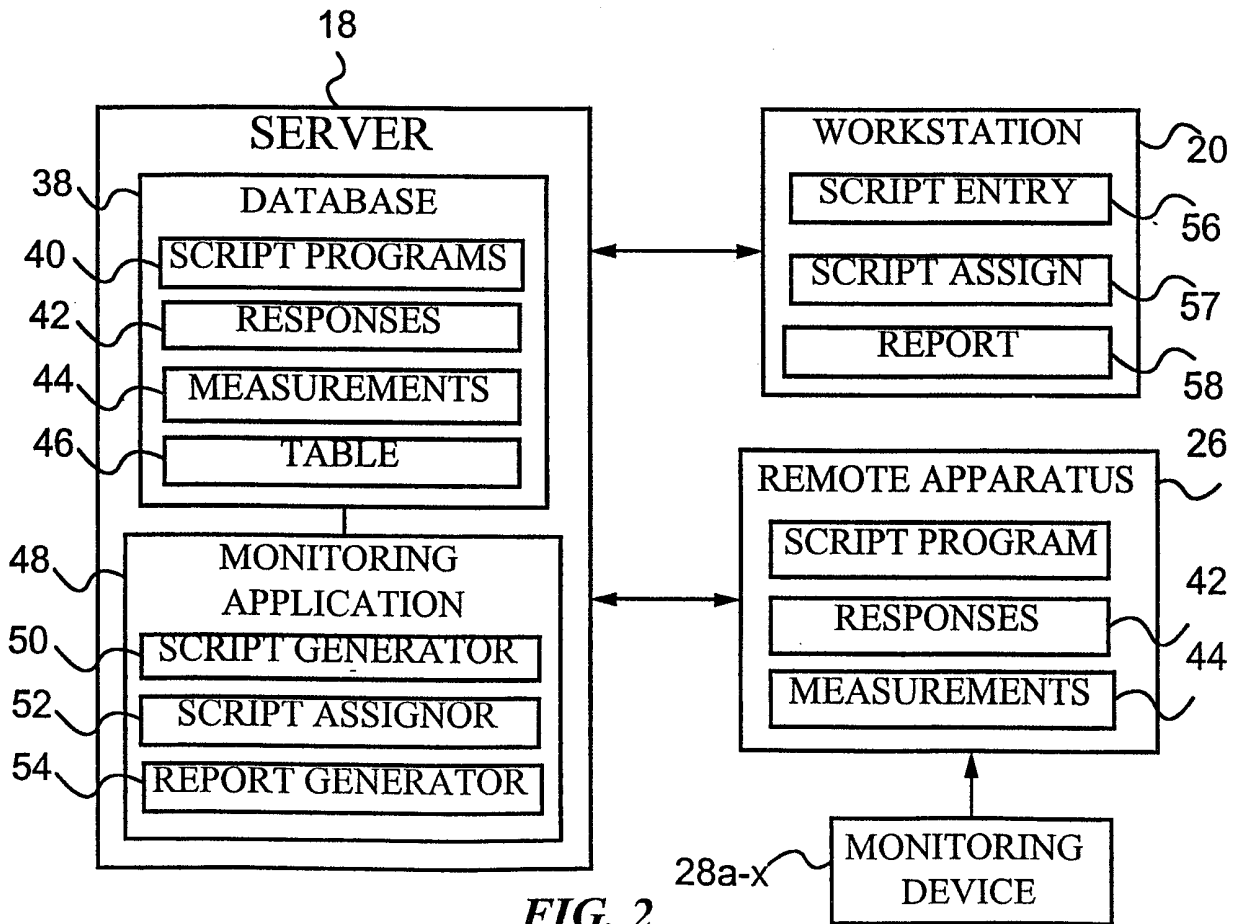 18
SERVER
38
DATABASE
40
SCRIPT PROGRAMS
42
RESPONSES
44
MEASUREMENTS
46
TABLE
48
MONITORING
APPLICATION
50
SCRIPT GENERATOR
52
SCRIPT ASSIGNOR
54
REPORT GENERATOR
WORKSTATION
20
SCRIPT ENTRY
56
SCRIPT ASSIGN
57
REPORT
58
26
REMOTE APPARATUS
SCRIPT PROGRAM
42
RESPONSES
44
MEASUREMENTS
28a-x
MONITORING
DEVICE
FIG. 2